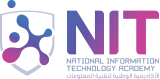 NIT
NATIONAL INFORMATION
TECHNOLOGY ACADEMY
الأكاديمية الوطنية لتقنية المعلومات